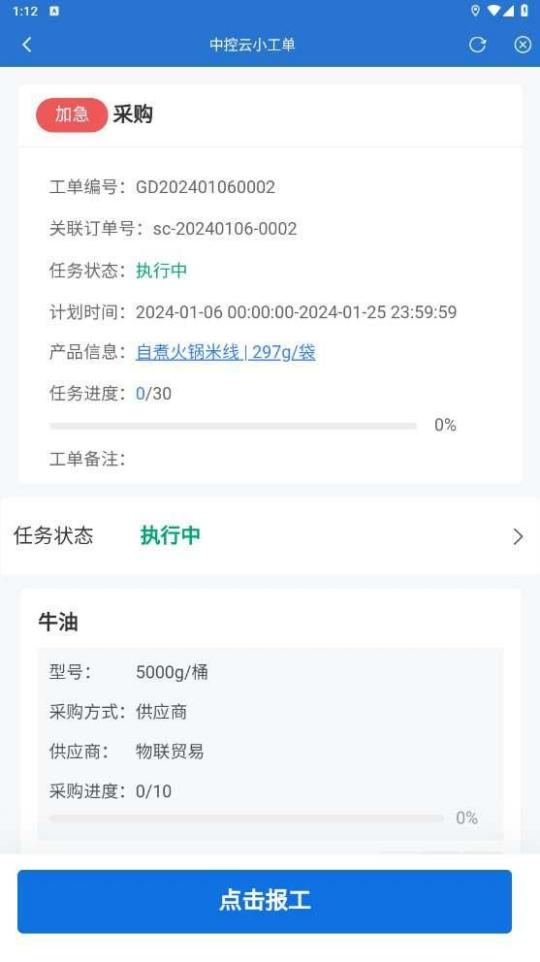 1:12
中控云小工单
加急 采购
工单编号：GD202401060002
关联订单号：sc-20240106-0002
任务状态：执行中
计划时间：2024-01-06 00:00:00-2024-01-25 23:59:59
产品信息：自煮火锅米线 | 297g/袋
任务进度：0/30
0%
工单备注：
任务状态 执行中
牛油
型号： 5000g/桶
采购方式：供应商
供应商： 物联贸易
采购进度：0/10
0%
点击报工